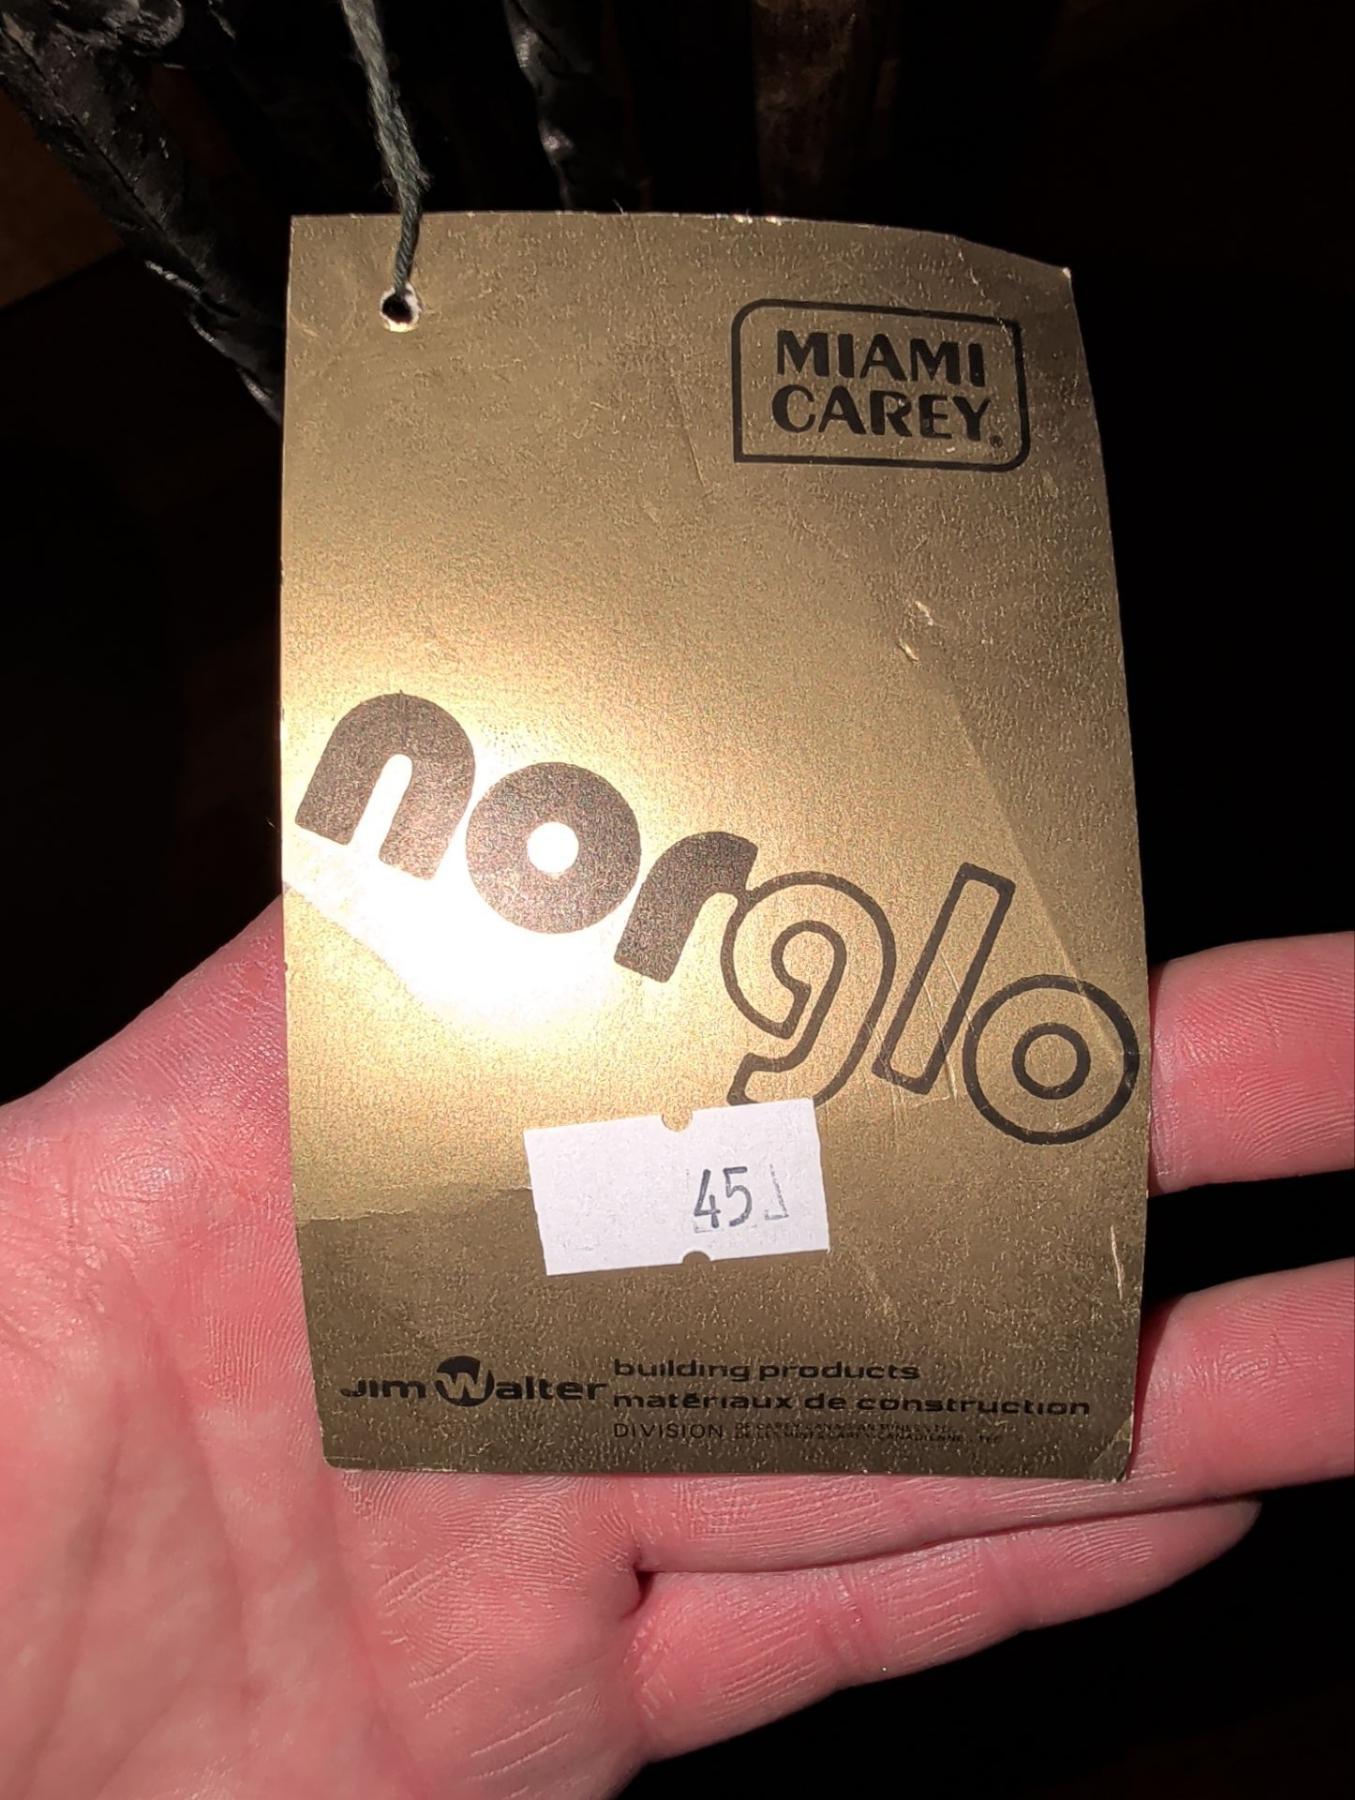 MIAMI
CAREY®
norglo
45
Jim Walter building products
matériaux de construction
DIVISION